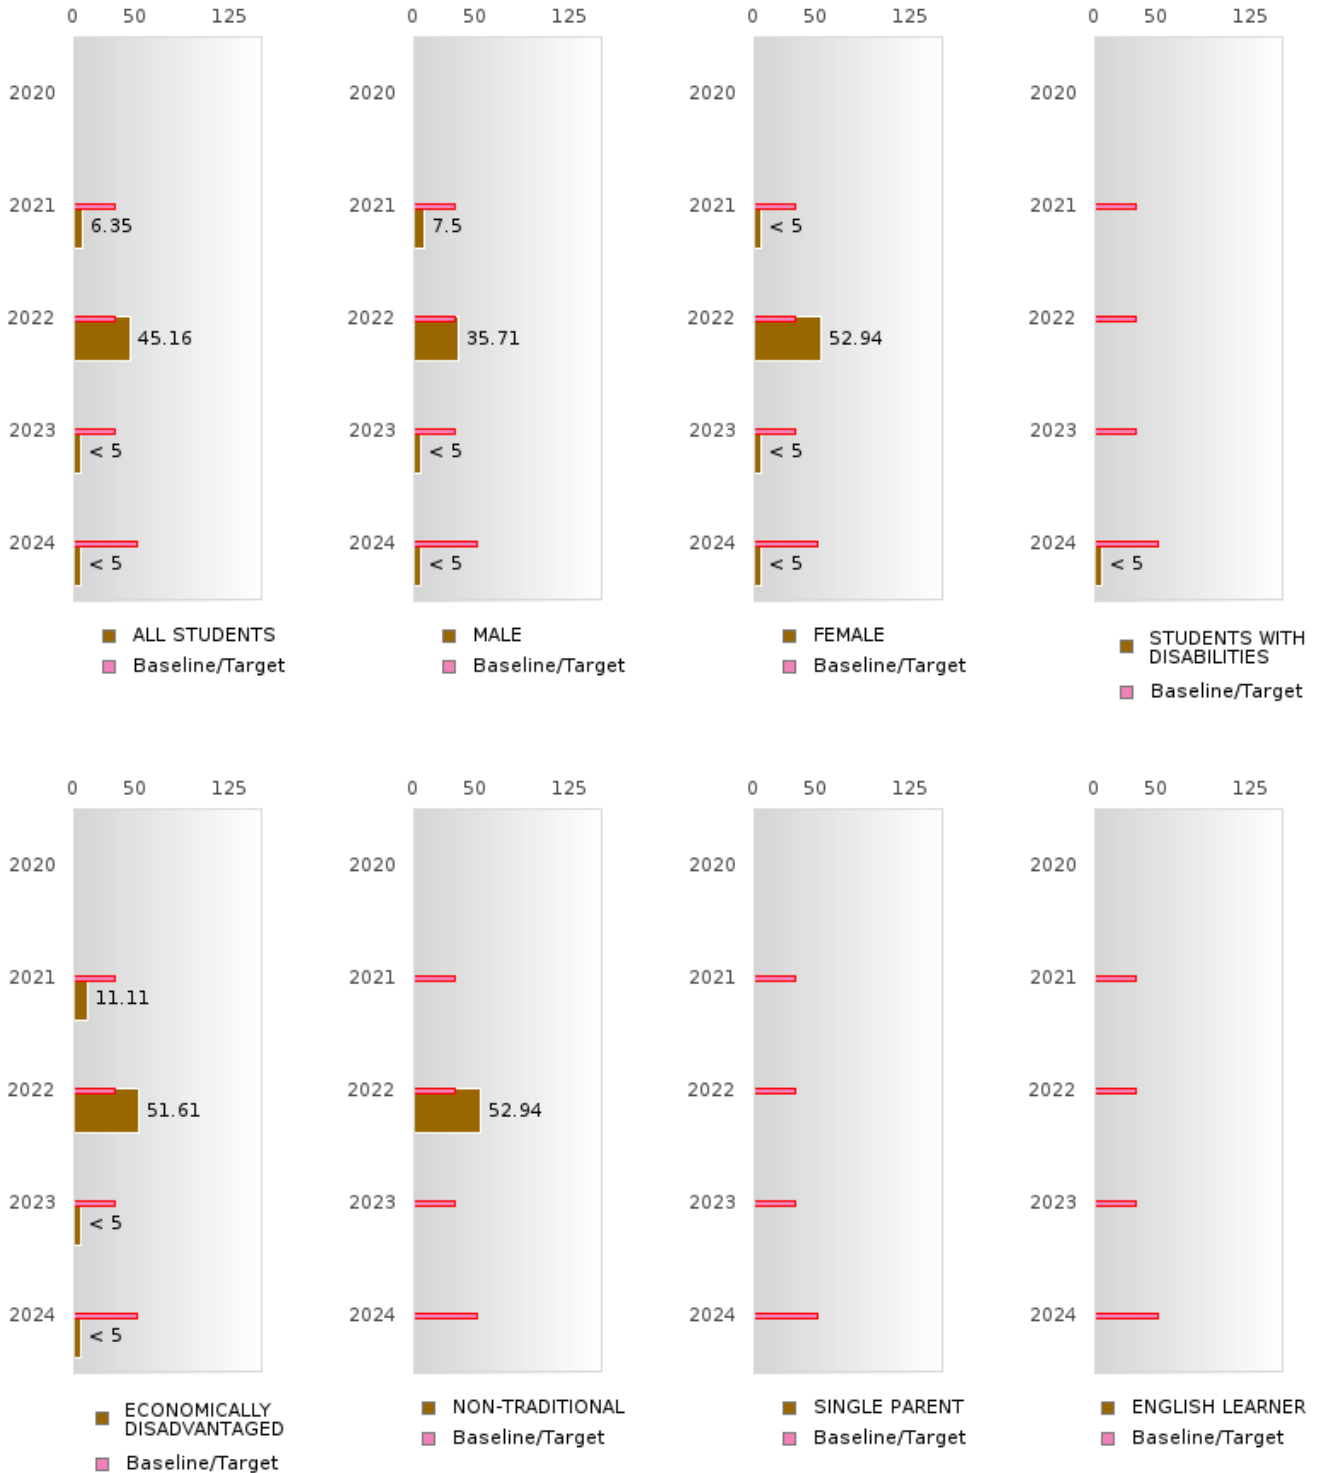 0 50 125
2020
2021
6.35
2022
45.16
2023
< 5
2024
< 5
ALL STUDENTS
Baseline/Target
0 50 125
2020
2021
7.5
2022
35.71
2023
< 5
2024
< 5
MALE
Baseline/Target
0 50 125
2020
2021
< 5
2022
52.94
2023
< 5
2024
< 5
FEMALE
Baseline/Target
0 50 125
2020
2021
2022
2023
2024
< 5
STUDENTS WITH
DISABILITIES
Baseline/Target
0 50 125
2020
2021
11.11
2022
51.61
2023
< 5
2024
< 5
ECONOMICALLY
DISADVANTAGED
Baseline/Target
0 50 125
2020
2021
2022
52.94
2023
2024
NON-TRADITIONAL
Baseline/Target
0 50 125
2020
2021
2022
2023
2024
SINGLE PARENT
Baseline/Target
0 50 125
2020
2021
2022
2023
2024
ENGLISH LEARNER
Baseline/Target